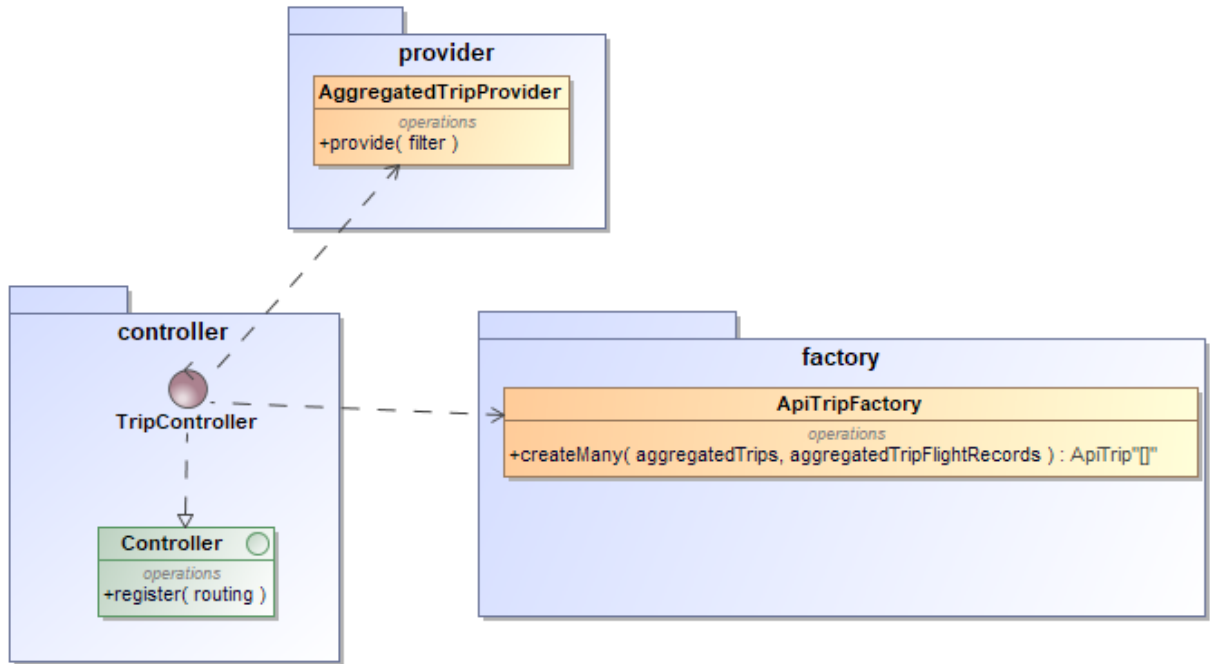 provider
AggregatedTripProvider
operations
+provide( filter )
controller
TripController
Controller
operations
+register( routing )
factory
ApiTripFactory
operations
+createMany( aggregatedTrips, aggregatedTripFlightRecords ) : ApiTrip"[]"